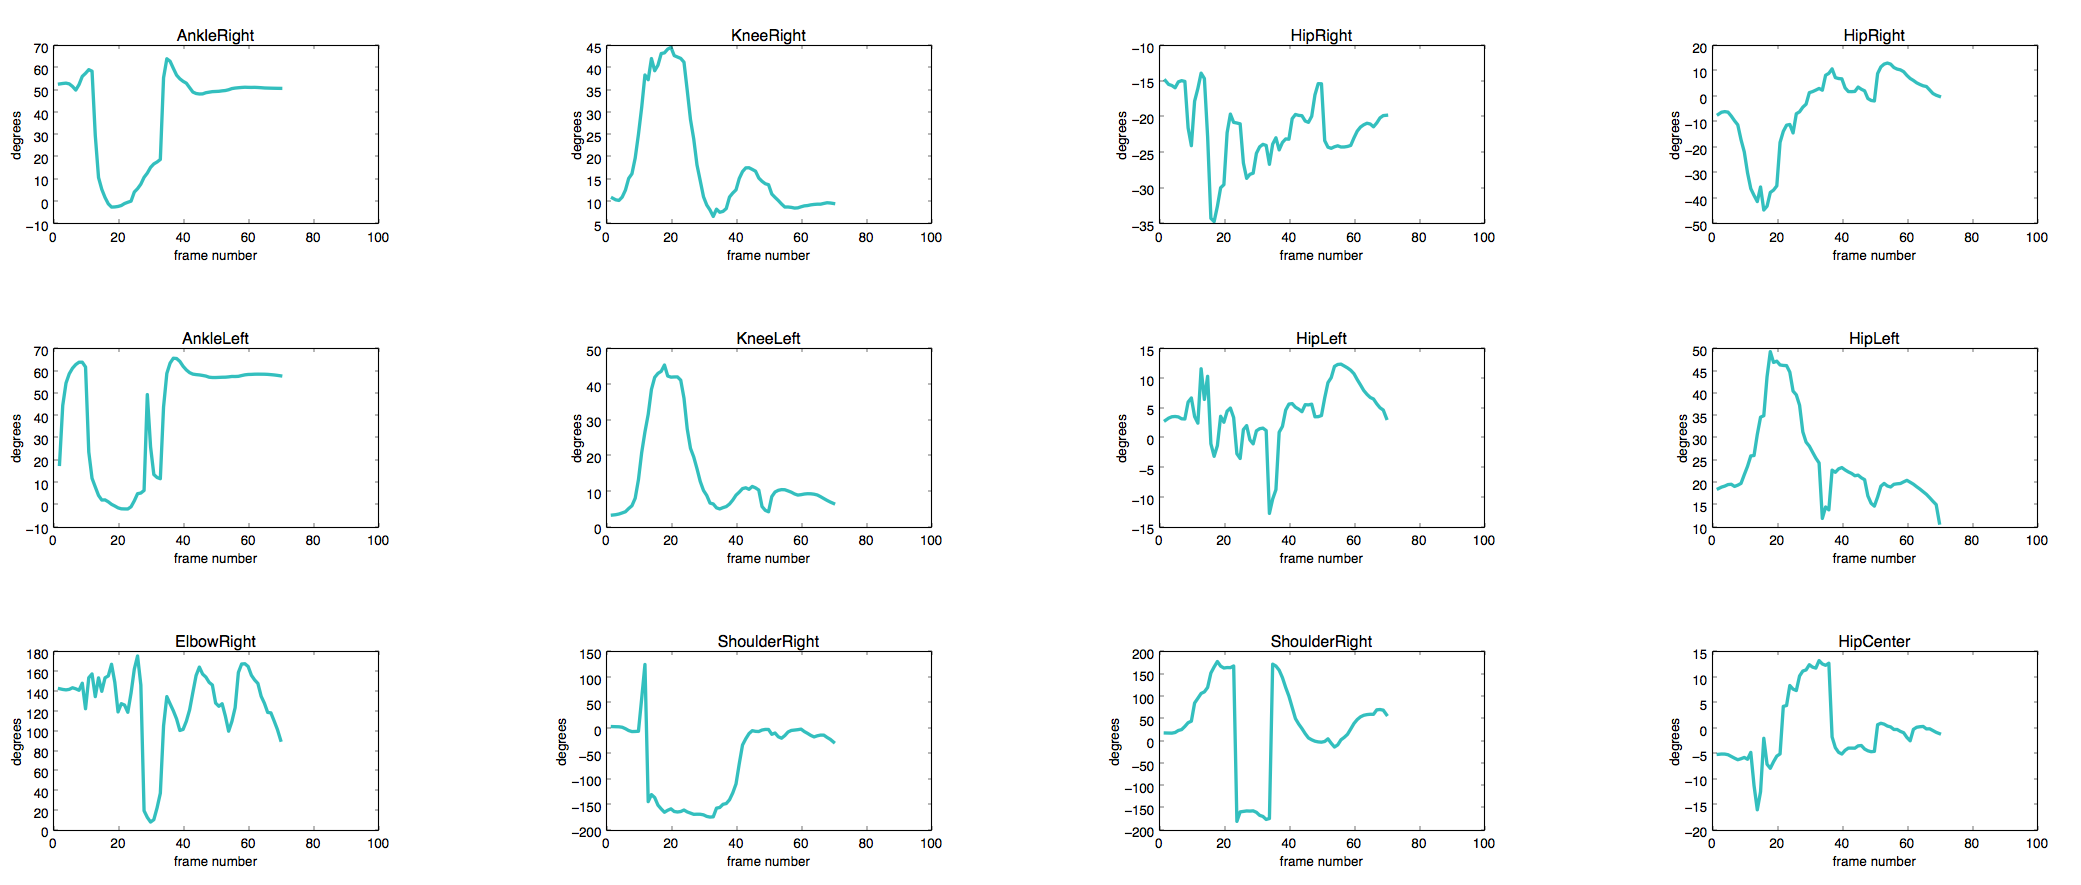 AnkleRight
degrees
70
60
50
40
30
20
10
0
−10
0 20 40 60 80 100
frame number
KneeRight
degrees
45
40
35
30
25
20
15
10
5
0 20 40 60 80 100
frame number
HipRight
degrees
−10
−15
−20
−25
−30
−35
0 20 40 60 80 100
frame number
HipRight
degrees
20
10
0
−10
−20
−30
−40
−50
0 20 40 60 80 100
frame number
AnkleLeft
degrees
70
60
50
40
30
20
10
0
−10
0 20 40 60 80 100
frame number
KneeLeft
degrees
50
40
30
20
10
0
0 20 40 60 80 100
frame number
HipLeft
degrees
15
10
5
0
−5
−10
−15
0 20 40 60 80 100
frame number
HipLeft
degrees
50
45
40
35
30
25
20
15
10
0 20 40 60 80 100
frame number
ElbowRight
degrees
180
160
140
120
100
80
60
40
20
0
0 20 40 60 80 100
frame number
ShoulderRight
degrees
150
100
50
0
−50
−100
−150
−200
0 20 40 60 80 100
frame number
ShoulderRight
degrees
200
150
100
50
0
−50
−100
−150
−200
0 20 40 60 80 100
frame number
HipCenter
degrees
15
10
5
0
−5
−10
−15
−20
0 20 40 60 80 100
frame number